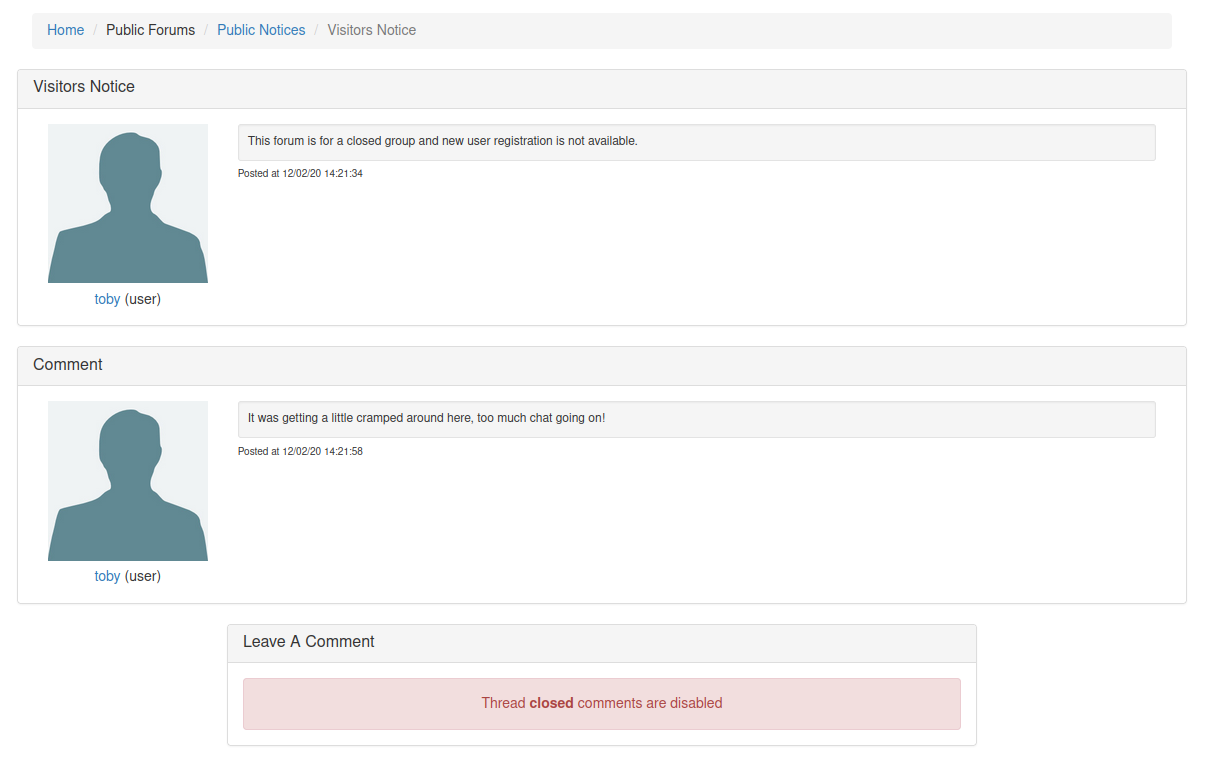 Home / Public Forums / Public Notices / Visitors Notice
Visitors Notice
This forum is for a closed group and new user registration is not available.
Posted at 12/02/20 14:21:34
toby (user)
Comment
It was getting a little cramped around here, too much chat going on!
Posted at 12/02/20 14:21:58
toby (user)
Leave A Comment
Thread closed comments are disabled